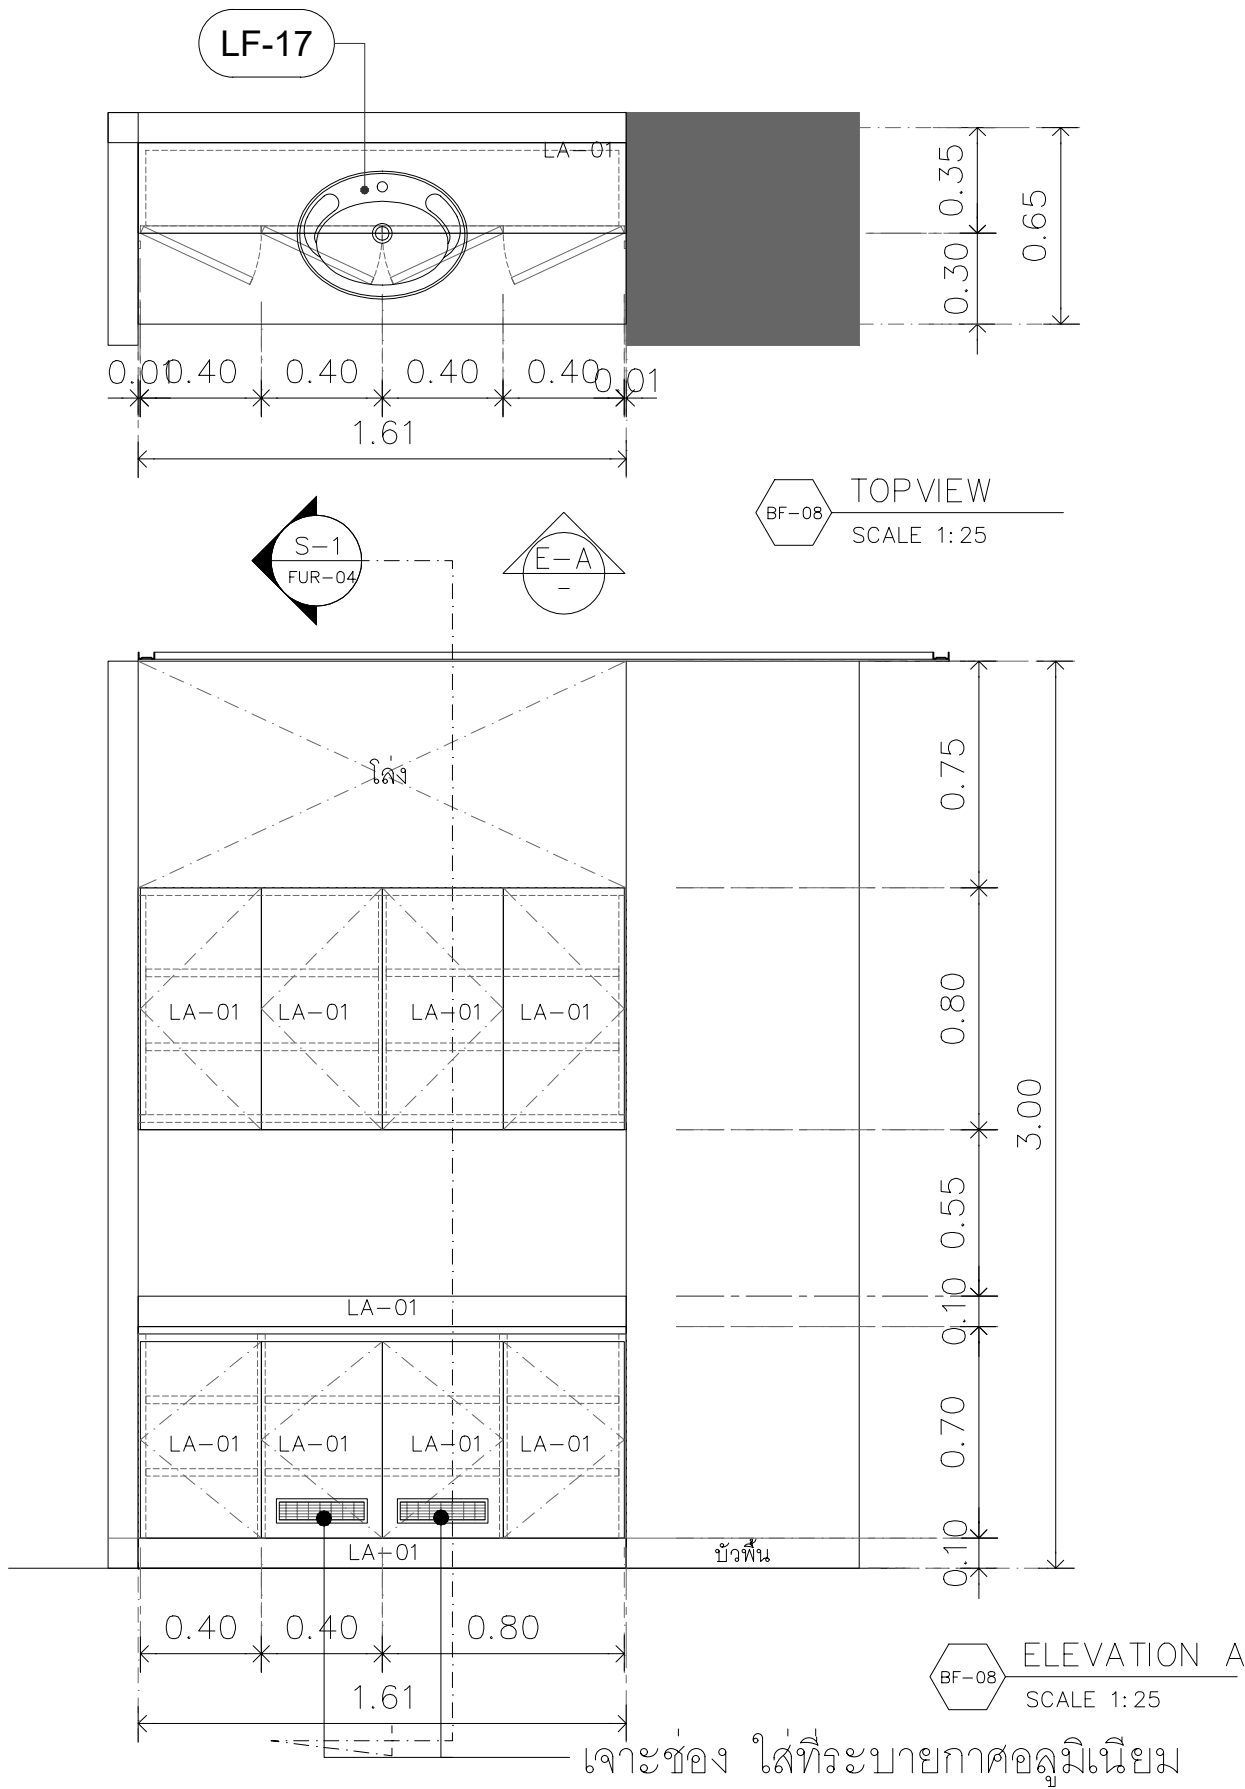 LF-17
LA-01
0.35
0.65
0.30
0.01 0.40 0.40 0.40 0.40 0.01
1.61
TOPVIEW
BF-08
SCALE 1:25
S-1
FUR-04
E-A
-
โล่ง
0.75
LA-01 LA-01 LA-01 LA-01
0.80
3.00
0.55
LA-01
0.10
LA-01 LA-01 LA-01 LA-01
0.70
LA-01
บัวพื้น
0.10
0.40 0.40 0.80
1.61
ELEVATION A
BF-08
SCALE 1:25
เจาะช่อง ใส่ที่ระบายกาศอลูมิเนียม